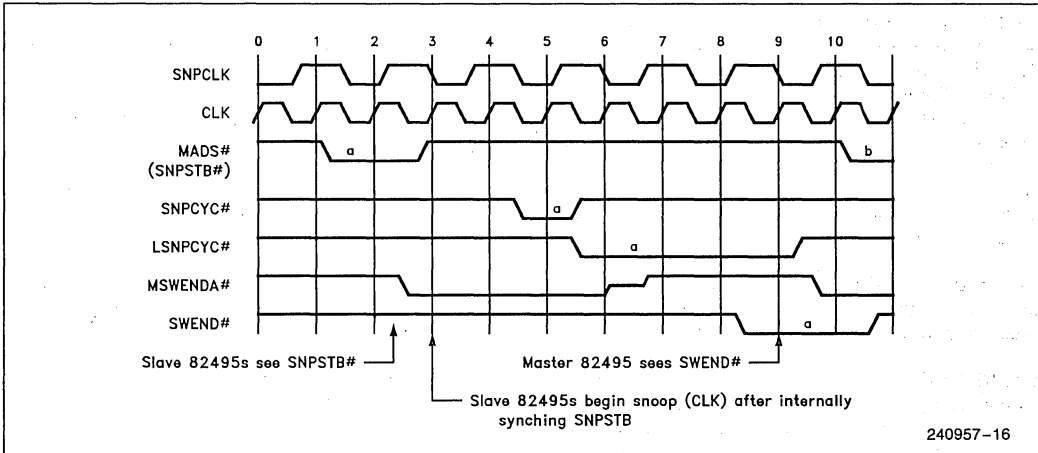 0 1 2 3 4 5 6 7 8 9 10
SNPCLK
CLK
MADS#
(SNPSTB#)
a
b
SNPCYC#
a
LSNPCYC#
a
MSWENDA#
SWEND#
a
Slave 82495s see SNPSTB#
Master 82495 sees SWEND#
Slave 82495s begin snoop (CLK) after internally
synching SNPSTB
240957–16